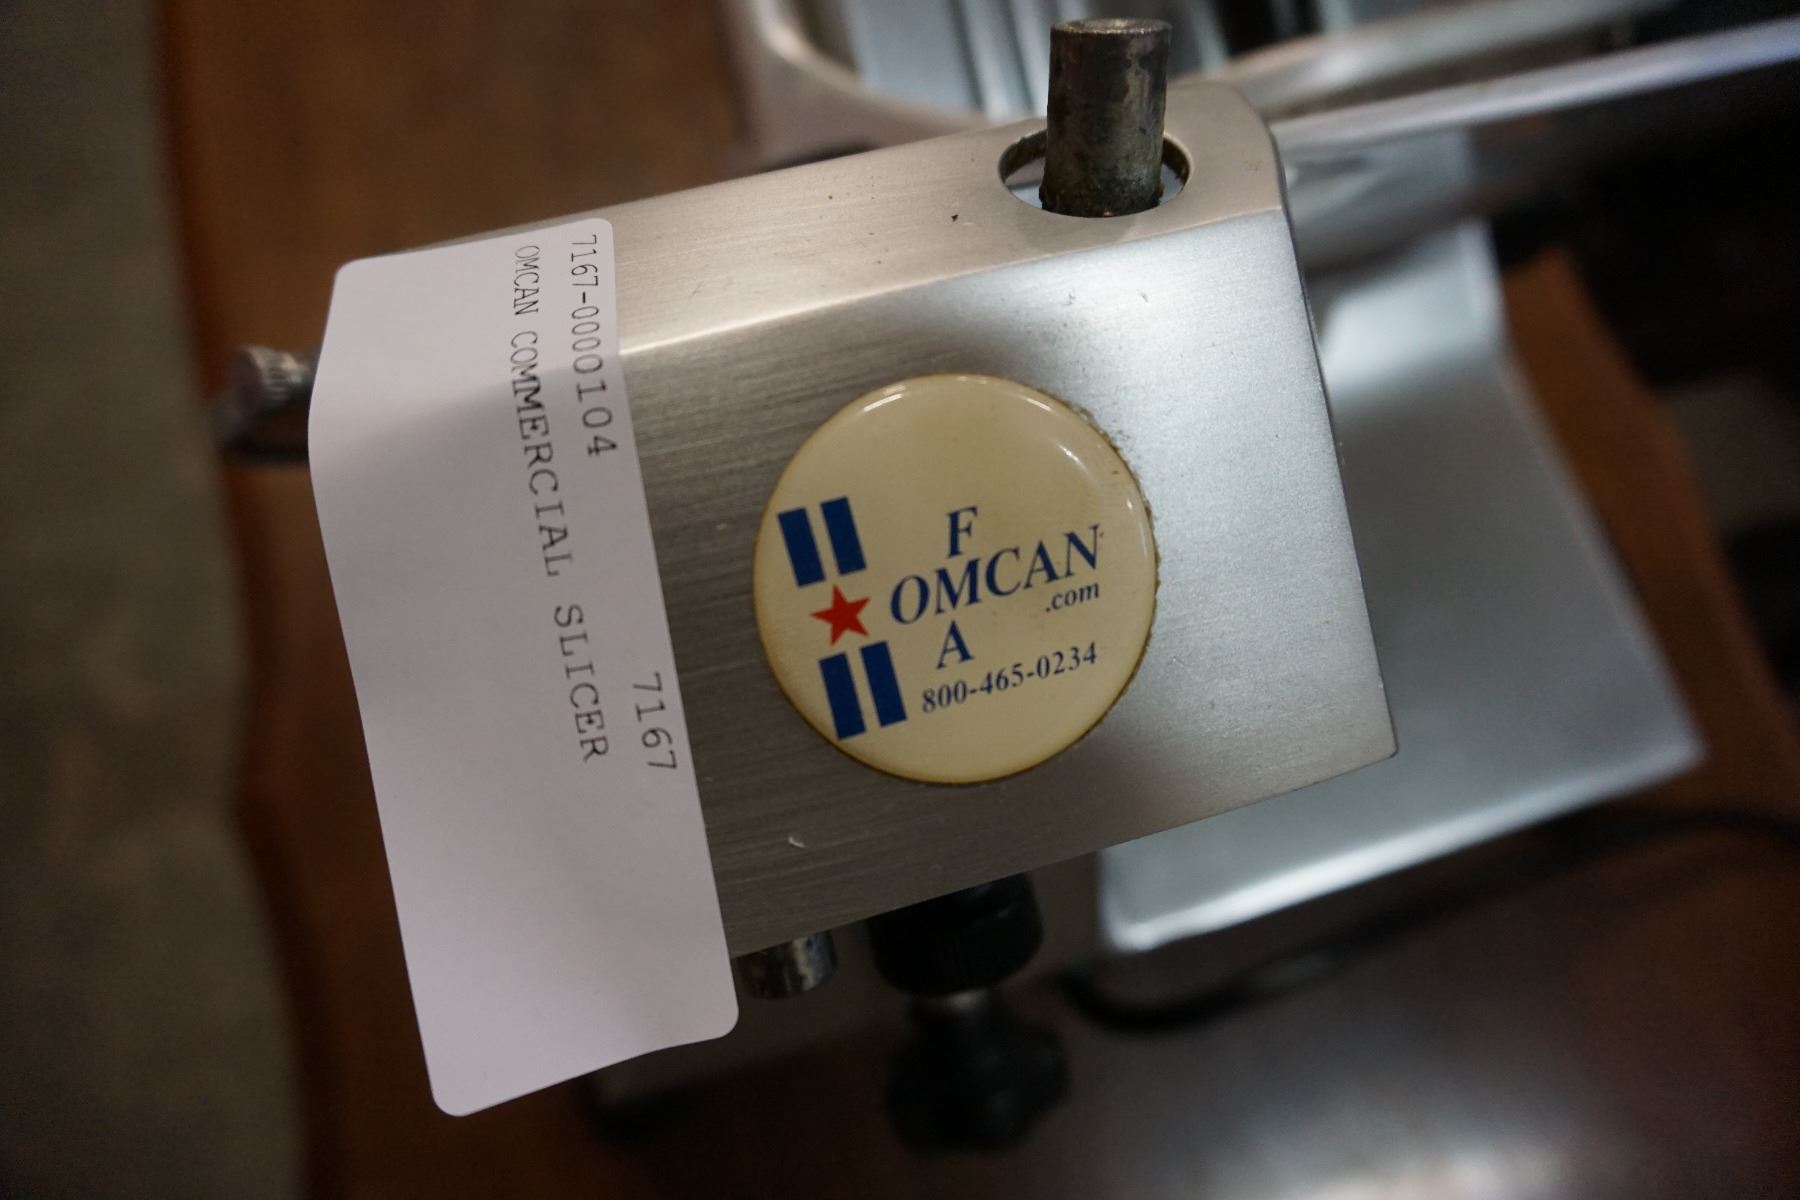 7167-0000104
OMCAN COMMERCIAL SLICER
7167
F
OMCAN
.com
A
800-465-0234